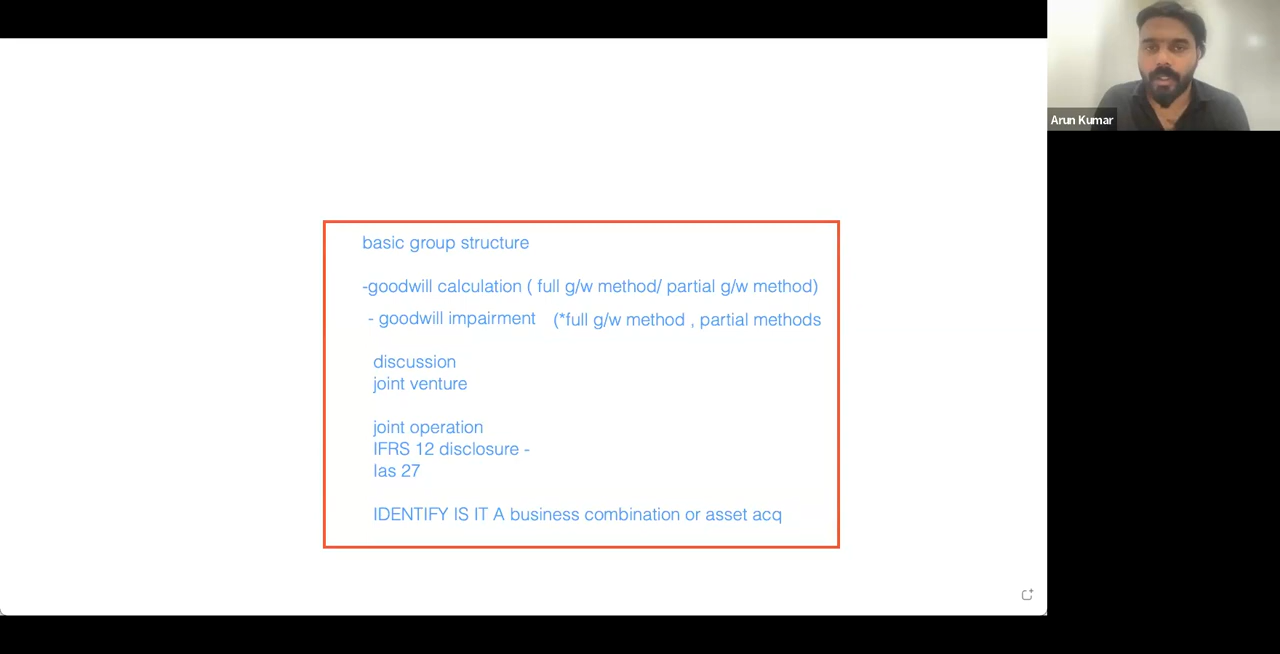 basic group structure
-goodwill calculation ( full g/w method/ partial g/w method)
- goodwill impairment (*full g/w method , partial methods
discussion
joint venture
joint operation
IFRS 12 disclosure -
Ias 27
IDENTIFY IS IT A business combination or asset acq
Arun Kumar